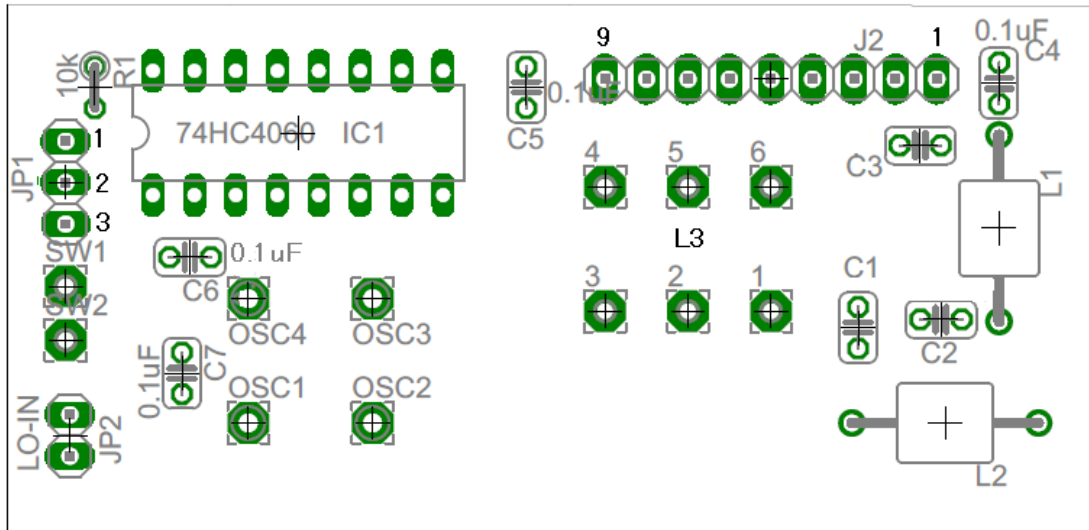 10k
R1
9
J2
1
0.1uF
C4
0.1uF
C5
74HC4060
IC1
JP1
1
2
3
4
5
6
C3
L1
SW1
0.1uF
C6
L3
SW2
OSC4
OSC3
3
2
1
C1
C2
0.1uF
C7
OSC1
OSC2
LO-IN
JP2
L2